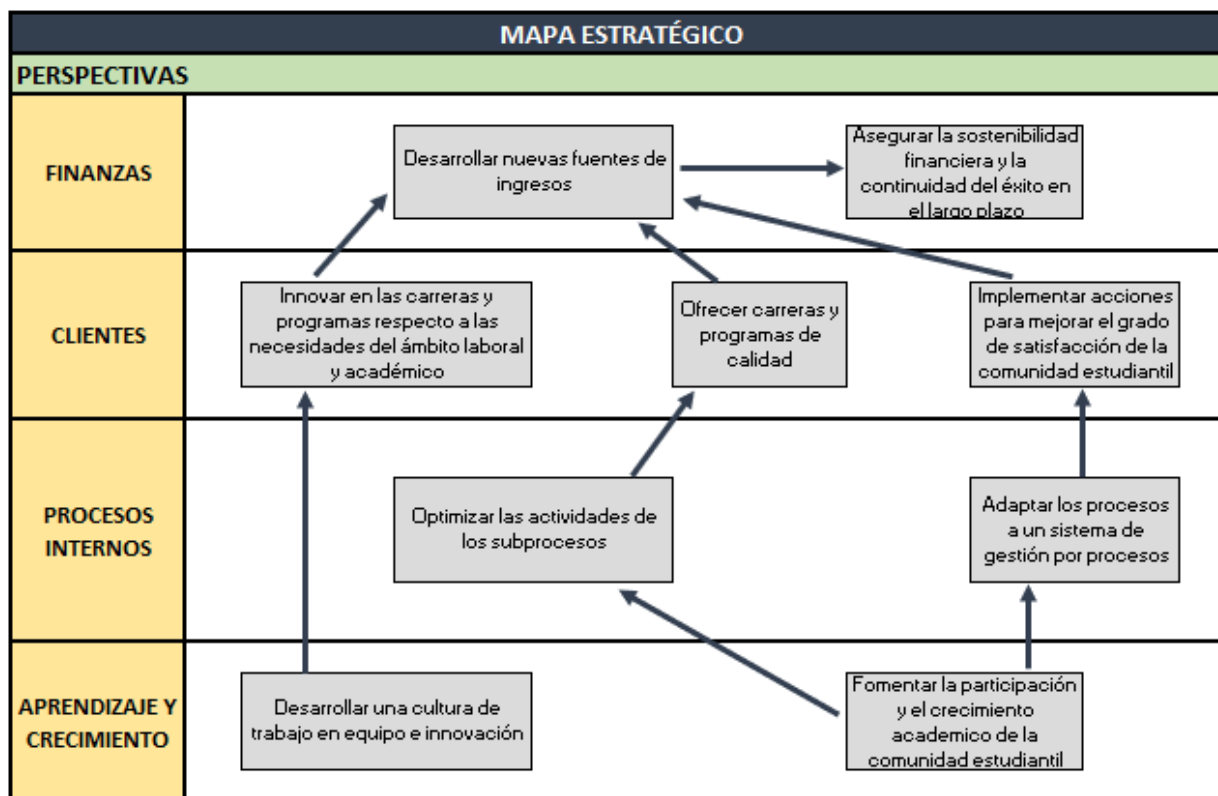 MAPA ESTRATÉGICO
PERSPECTIVAS
FINANZAS
Desarrollar nuevas fuentes de
ingresos
Asegurar la sostenibilidad
financiera y la
continuidad del éxito en
el largo plazo
CLIENTES
Innovar en las carreras y
programas respecto a las
necesidades del ámbito laboral
y académico
Ofrecer carreras y
programas de
calidad
Implementar acciones
para mejorar el grado
de satisfacción de la
comunidad estudiantil
PROCESOS
INTERNOS
Optimizar las actividades de
los subprocesos
Adaptar los procesos
a un sistema de
gestión por procesos
APRENDIZAJE Y
CRECIMIENTO
Desarrollar una cultura de
trabajo en equipo e innovación
Fomentar la participación
y el crecimiento
academico de la
comunidad estudiantil